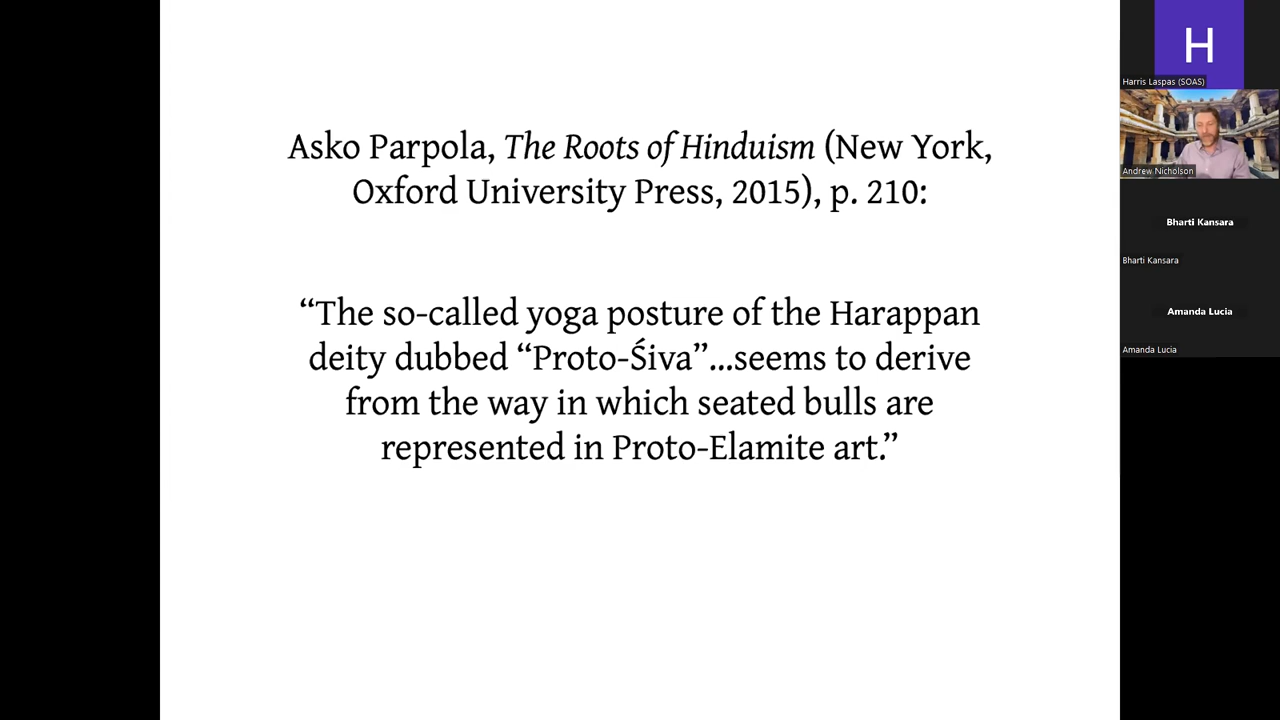 Asko Parpola, The Roots of Hinduism (New York,
Oxford University Press, 2015), p. 210:
“The so-called yoga posture of the Harappan
deity dubbed “Proto-Śiva”...seems to derive
from the way in which seated bulls are
represented in Proto-Elamite art.”
H
Harris Laspas (SOAS)
Andrew Nicholson
Bharti Kansara
Bharti Kansara
Amanda Lucia
Amanda Lucia